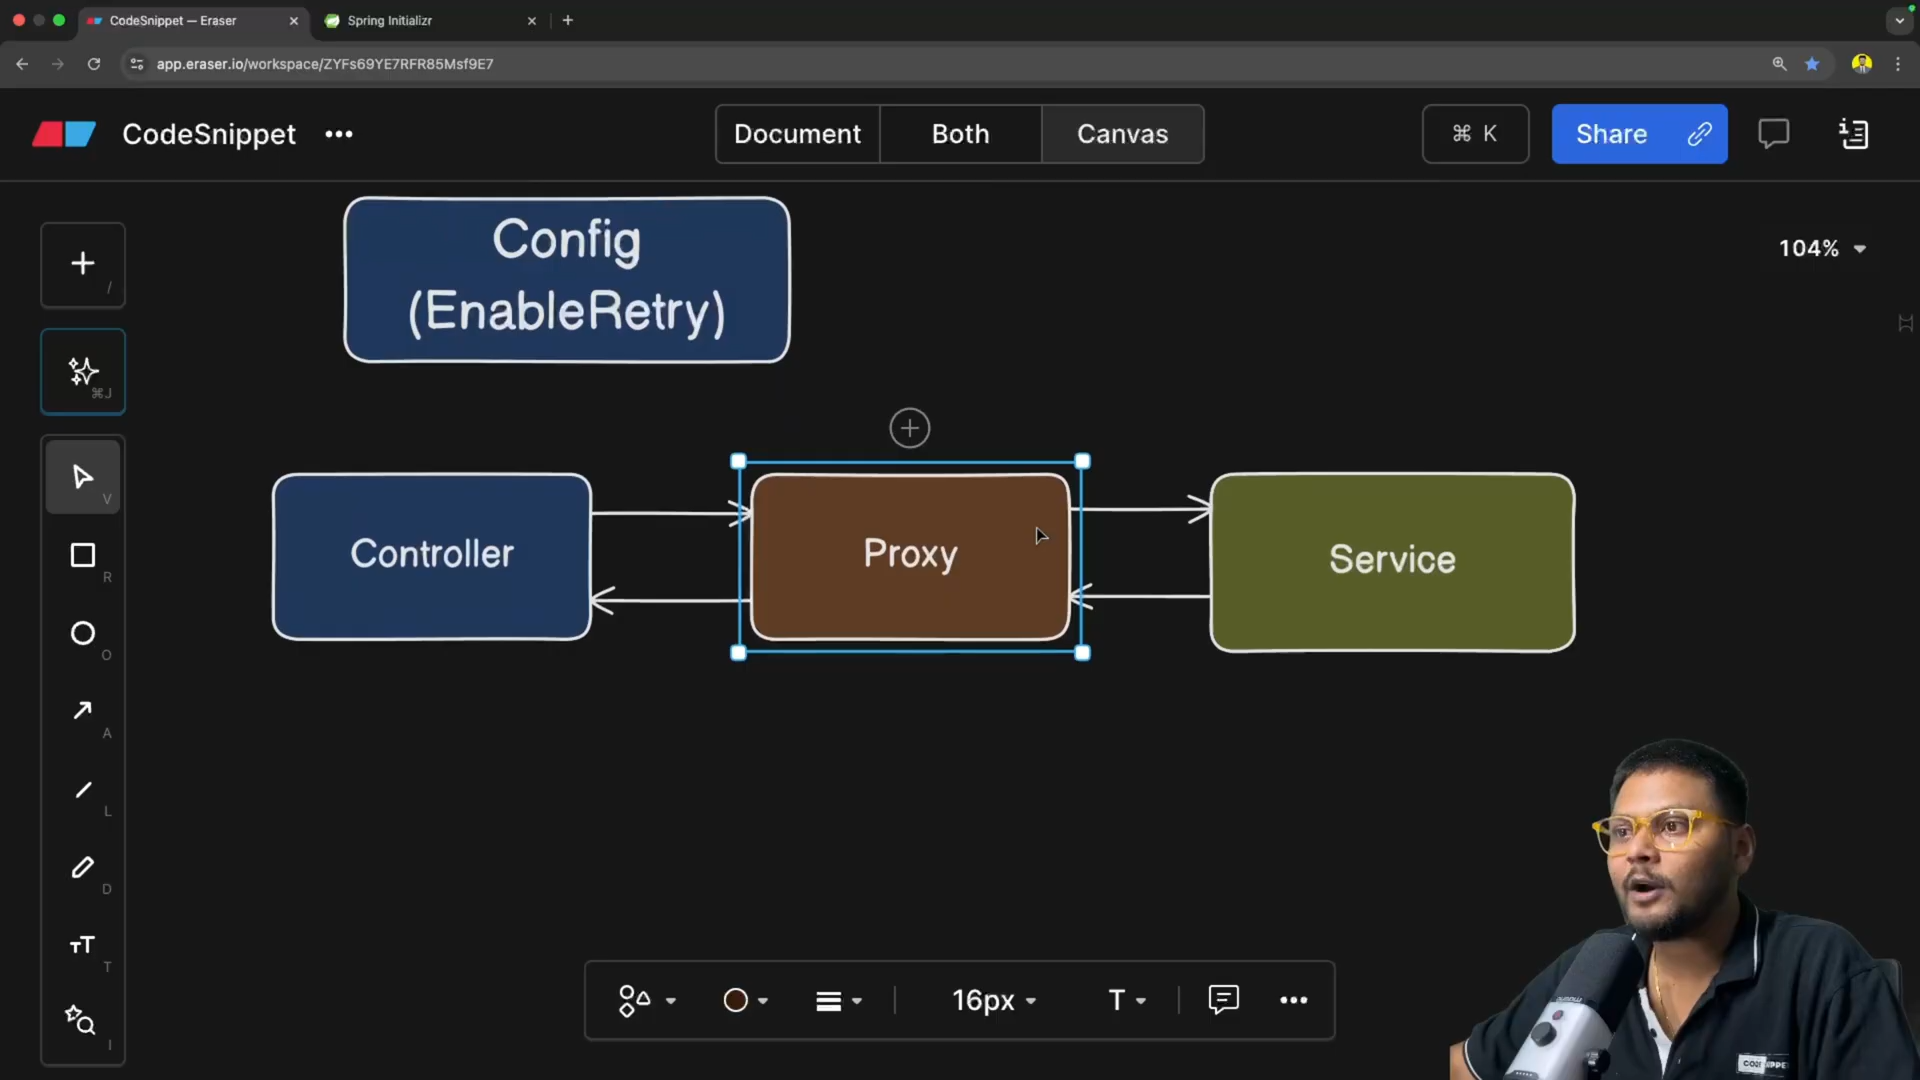 CodeSnippet — Eraser
Spring Initializr
app.eraser.io/workspace/ZYFs69YE7RFR85Msf9E7
CodeSnippet
Document
Both
Canvas
⌘ K
Share
104%
/
⌘J
V
R
O
A
L
D
T
I
Config
(EnableRetry)
Controller
Proxy
Service
16px
T